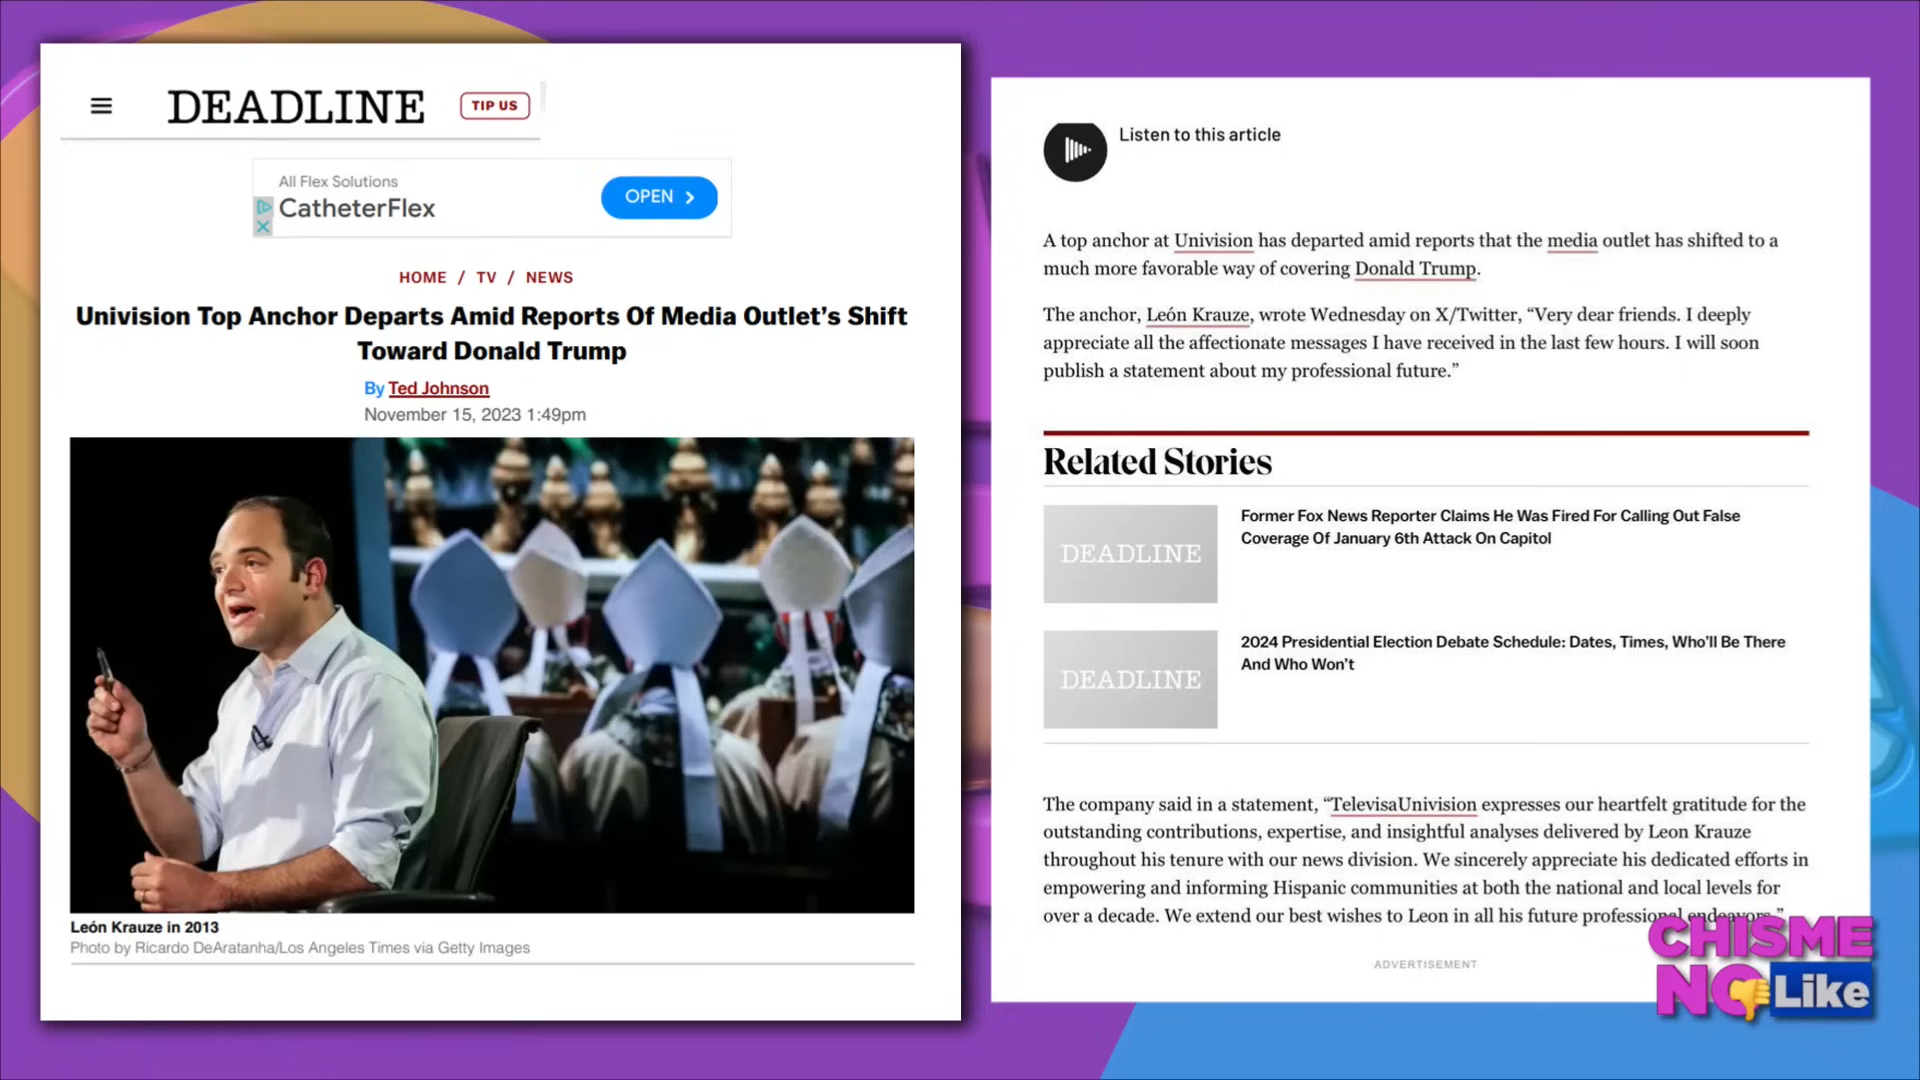 DEADLINE
TIP US
All Flex Solutions
CatheterFlex
OPEN
HOME / TV / NEWS
Univision Top Anchor Departs Amid Reports Of Media Outlet’s Shift
Toward Donald Trump
By Ted Johnson
November 15, 2023 1:49pm
León Krauze in 2013
Photo by Ricardo DeAratanha/Los Angeles Times via Getty Images
Listen to this article
A top anchor at Univision has departed amid reports that the media outlet has shifted to a
much more favorable way of covering Donald Trump.
The anchor, León Krauze, wrote Wednesday on X/Twitter, “Very dear friends. I deeply
appreciate all the affectionate messages I have received in the last few hours. I will soon
publish a statement about my professional future.”
Related Stories
DEADLINE
Former Fox News Reporter Claims He Was Fired For Calling Out False
Coverage Of January 6th Attack On Capitol
DEADLINE
2024 Presidential Election Debate Schedule: Dates, Times, Who’ll Be There
And Who Won’t
The company said in a statement, “TelevisaUnivision expresses our heartfelt gratitude for the
outstanding contributions, expertise, and insightful analyses delivered by Leon Krauze
throughout his tenure with our news division. We sincerely appreciate his dedicated efforts in
empowering and informing Hispanic communities at both the national and local levels for
over a decade. We extend our best wishes to Leon in all his future professional endeavors.”
ADVERTISEMENT
CHISME
NO Like